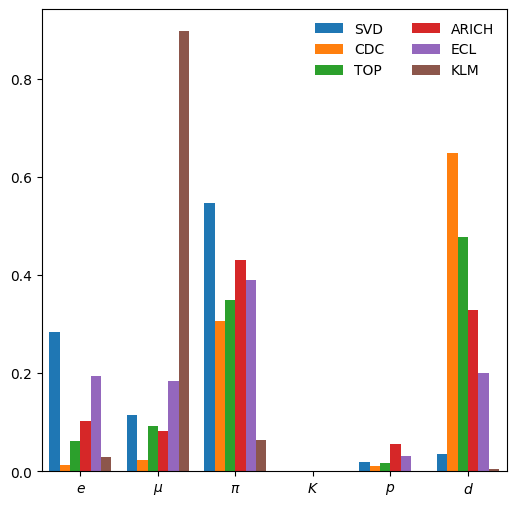 SVD ARICH
CDC ECL
TOP KLM
0.8
0.6
0.4
0.2
0.0
e μ π K p d